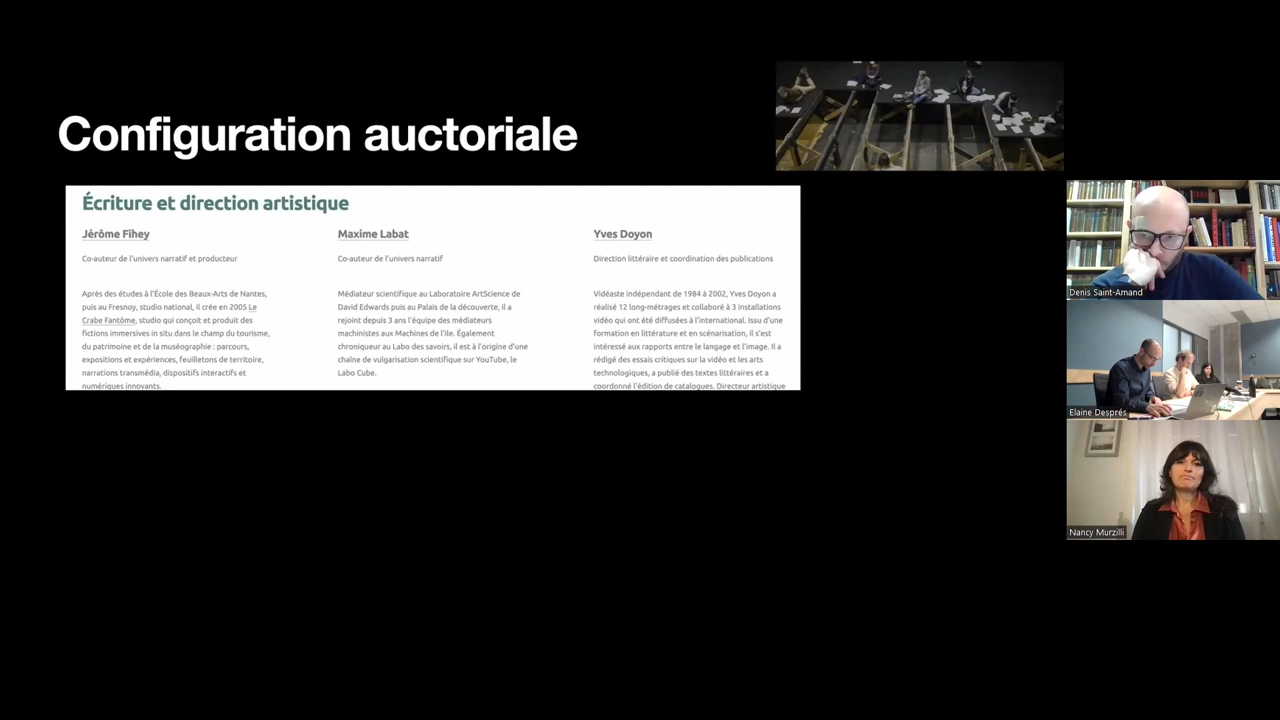 Configuration auctoriale
Écriture et direction artistique
Jérôme Fihey
Co-auteur de l'univers narratif et producteur
Après des études à l'École des Beaux-Arts de Nantes,
puis au Fresnoy, studio national, il crée en 2005 Le
Crabe Fantôme, studio qui conçoit et produit des
fictions immersives in situ dans le champ du tourisme,
du patrimoine et de la muséographie : parcours,
expositions et expériences, feuilletons de territoire,
narrations transmédia, dispositifs interactifs et
numériques innovants.
Maxime Labat
Co-auteur de l'univers narratif
Médiateur scientifique au Laboratoire ArtScience de
David Edwards puis au Palais de la découverte, il a
rejoint depuis 3 ans l'équipe des médiateurs
machinistes aux Machines de l'île. Également
chroniqueur au Labo des savoirs, il est à l'origine d'une
chaîne de vulgarisation scientifique sur YouTube, le
Labo Cube.
Yves Doyon
Direction littéraire et coordination des publications
Vidéaste indépendant de 1984 à 2002, Yves Doyon a
réalisé 12 long-métrages et collaboré à 3 installations
vidéo qui ont été diffusées à l'international. Issu d'une
formation en littérature et en scénarisation, il s'est
intéressé aux rapports entre le langage et l'image. Il a
rédigé des essais critiques sur la vidéo et les arts
technologiques, a publié des textes littéraires et a
coordonné l'édition de catalogues. Directeur artistique
Denis Saint-Amand
Elaine Després
Nancy Murzilli